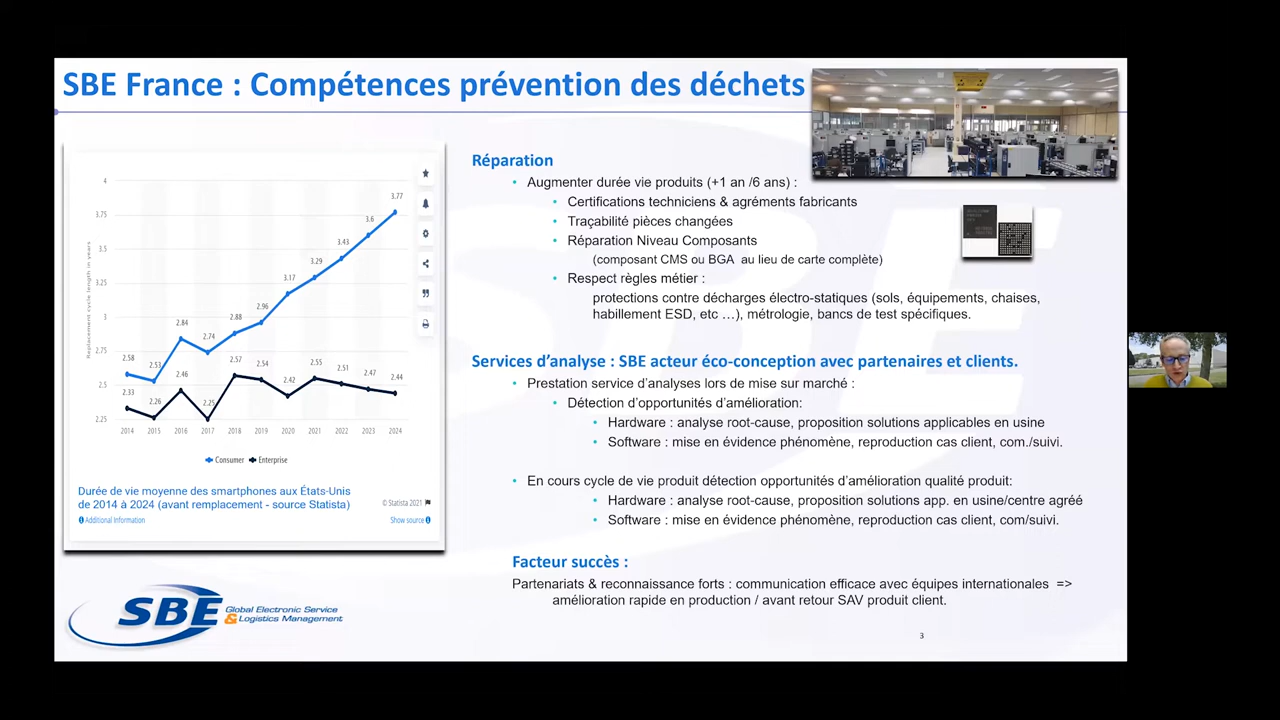 SBE France : Compétences prévention des déchets
4
3.75
3.5
3.25
3
2.75
2.5
2.25
Replacement cycle length in years
2.58
2.53
2.84
2.74
2.88
2.96
3.17
3.29
3.43
3.6
3.77
2.33
2.26
2.46
2.25
2.57
2.54
2.42
2.55
2.51
2.47
2.44
2014 2015 2016 2017 2018 2019 2020 2021 2022 2023 2024
Consumer Enterprise
Durée de vie moyenne des smartphones aux États-Unis
de 2014 à 2024 (avant remplacement - source Statista)
© Statista 2021
Additional Information
Show source
SBE Global Electronic Service
& Logistics Management
Réparation
• Augmenter durée vie produits (+1 an /6 ans) :
• Certifications techniciens & agréments fabricants
• Traçabilité pièces changées
• Réparation Niveau Composants
(composant CMS ou BGA au lieu de carte complète)
• Respect règles métier :
protections contre décharges électro-statiques (sols, équipements, chaises,
habillement ESD, etc ...), métrologie, bancs de test spécifiques.
Services d'analyse : SBE acteur éco-conception avec partenaires et clients.
• Prestation service d'analyses lors de mise sur marché :
• Détection d'opportunités d'amélioration:
• Hardware : analyse root-cause, proposition solutions applicables en usine
• Software : mise en évidence phénomène, reproduction cas client, com./suivi.
• En cours cycle de vie produit détection opportunités d'amélioration qualité produit:
• Hardware : analyse root-cause, proposition solutions app. en usine/centre agréé
• Software : mise en évidence phénomène, reproduction cas client, com/suivi.
Facteur succès :
Partenariats & reconnaissance forts : communication efficace avec équipes internationales =>
amélioration rapide en production / avant retour SAV produit client.
3